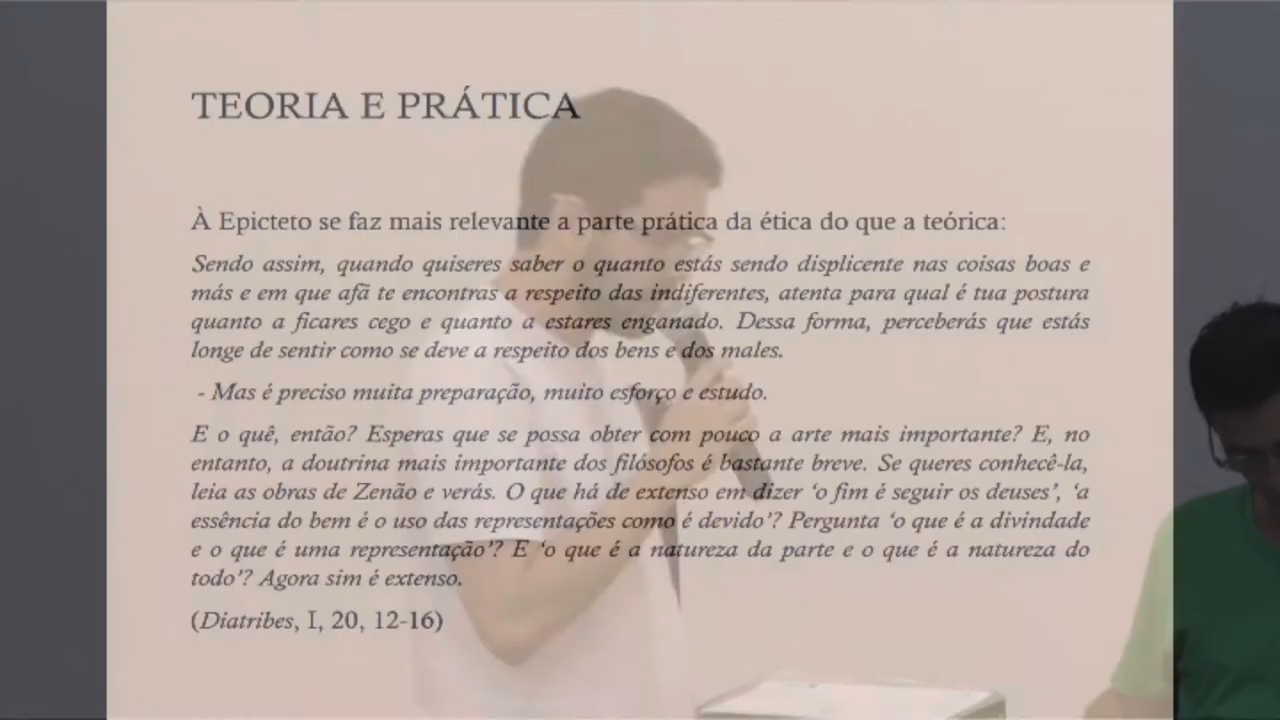 TEORIA E PRÁTICA
À Epicteto se faz mais relevante a parte prática da ética do que a teórica:
Sendo assim, quando quiseres saber o quanto estás sendo displicente nas coisas boas e
más e em que afã te encontras a respeito das indiferentes, atenta para qual é tua postura
quanto a ficares cego e quanto a estares enganado. Dessa forma, perceberás que estás
longe de sentir como se deve a respeito dos bens e dos males.
- Mas é preciso muita preparação, muito esforço e estudo.
E o quê, então? Esperas que se possa obter com pouco a arte mais importante? E, no
entanto, a doutrina mais importante dos filósofos é bastante breve. Se queres conhecê-la,
leia as obras de Zenão e verás. O que há de extenso em dizer ‘o fim é seguir os deuses’, ‘a
essência do bem é o uso das representações como é devido’? Pergunta ‘o que é a divindade
e o que é uma representação’? E ‘o que é a natureza da parte e o que é a natureza do
todo’? Agora sim é extenso.
(Diatribes, I, 20, 12-16)